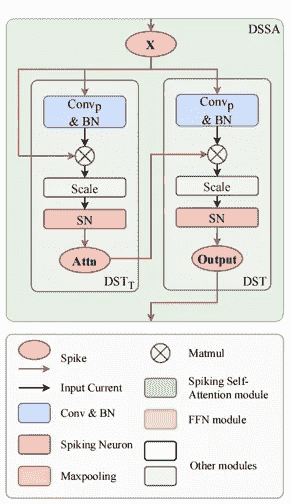 DSSA
X
Conv_p
& BN
Conv_p
& BN
Scale
Scale
SN
SN
Attn
Output
DST_T
DST
Spike
Matmul
Input Current
Spiking Self-
Attention module
Conv & BN
FFN module
Spiking Neuron
Other modules
Maxpooling